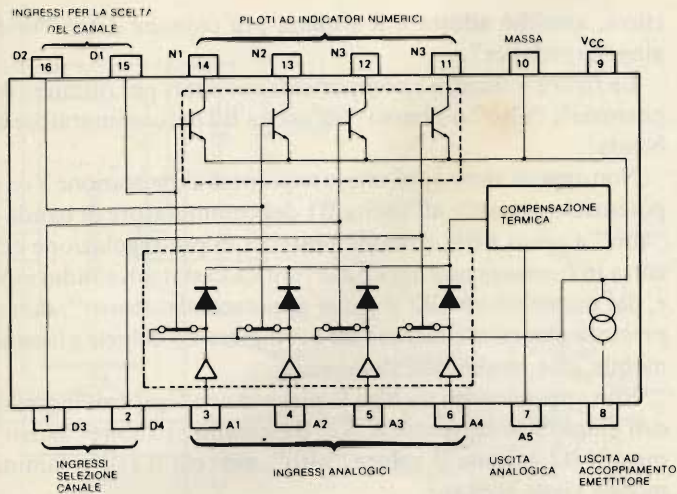 INGRESSI PER LA SCELTA
DEL CANALE
PILOTI AD INDICATORI NUMERICI
D2 D1 N1 N2 N3 N3 MASSA VCC
16 15 14 13 12 11 10 9
COMPENSAZIONE
TERMICA
1 D3 2 D4 3 A1 4 A2 5 A3 6 A4 7 8
A5
INGRESSI
SELEZIONE
CANALE
INGRESSI ANALOGICI
USCITA
ANALOGICA
USCITA AD
ACCOPPIAMENTO
EMETTITORE